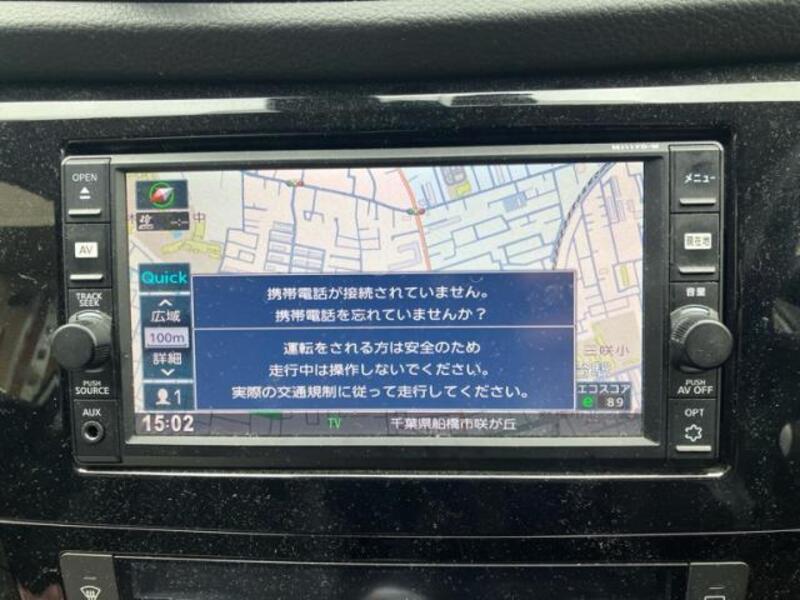 OPEN
AV
TRACK
SEEK
PUSH
SOURCE
AUX
メニュー
現在地
音量
PUSH
AV OFF
OPT
中
Quick
広域
100m
詳細
1
携帯電話が接続されていません。
携帯電話を忘れていませんか？
運転をされる方は安全のため
走行中は操作しないでください。
実際の交通規制に従って走行してください。
三咲小
エコスコア
e 89
15:02
TV
千葉県船橋市咲が丘